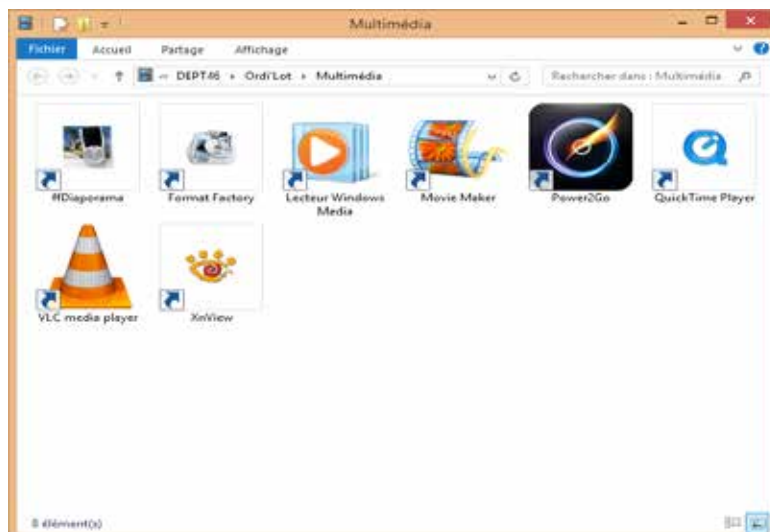 Multimédia
Fichier Accueil Partage Affichage
DEPT46 Ordi'Lot Multimédia Rechercher dans : Multimédia
ffDiaporama Format Factory Lecteur Windows Movie Maker Power2Go QuickTime Player
Media
VLC media player XnView
8 élément(s)